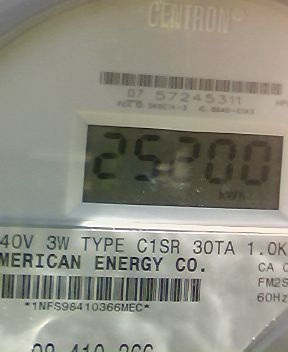 CENTRON®
07 57245311
25200
kWh
40V 3W TYPE C1SR 30TA 1.0K
MERICAN ENERGY CO.
CA 0
FM2S
60Hz
*1NFS98410366MEC*